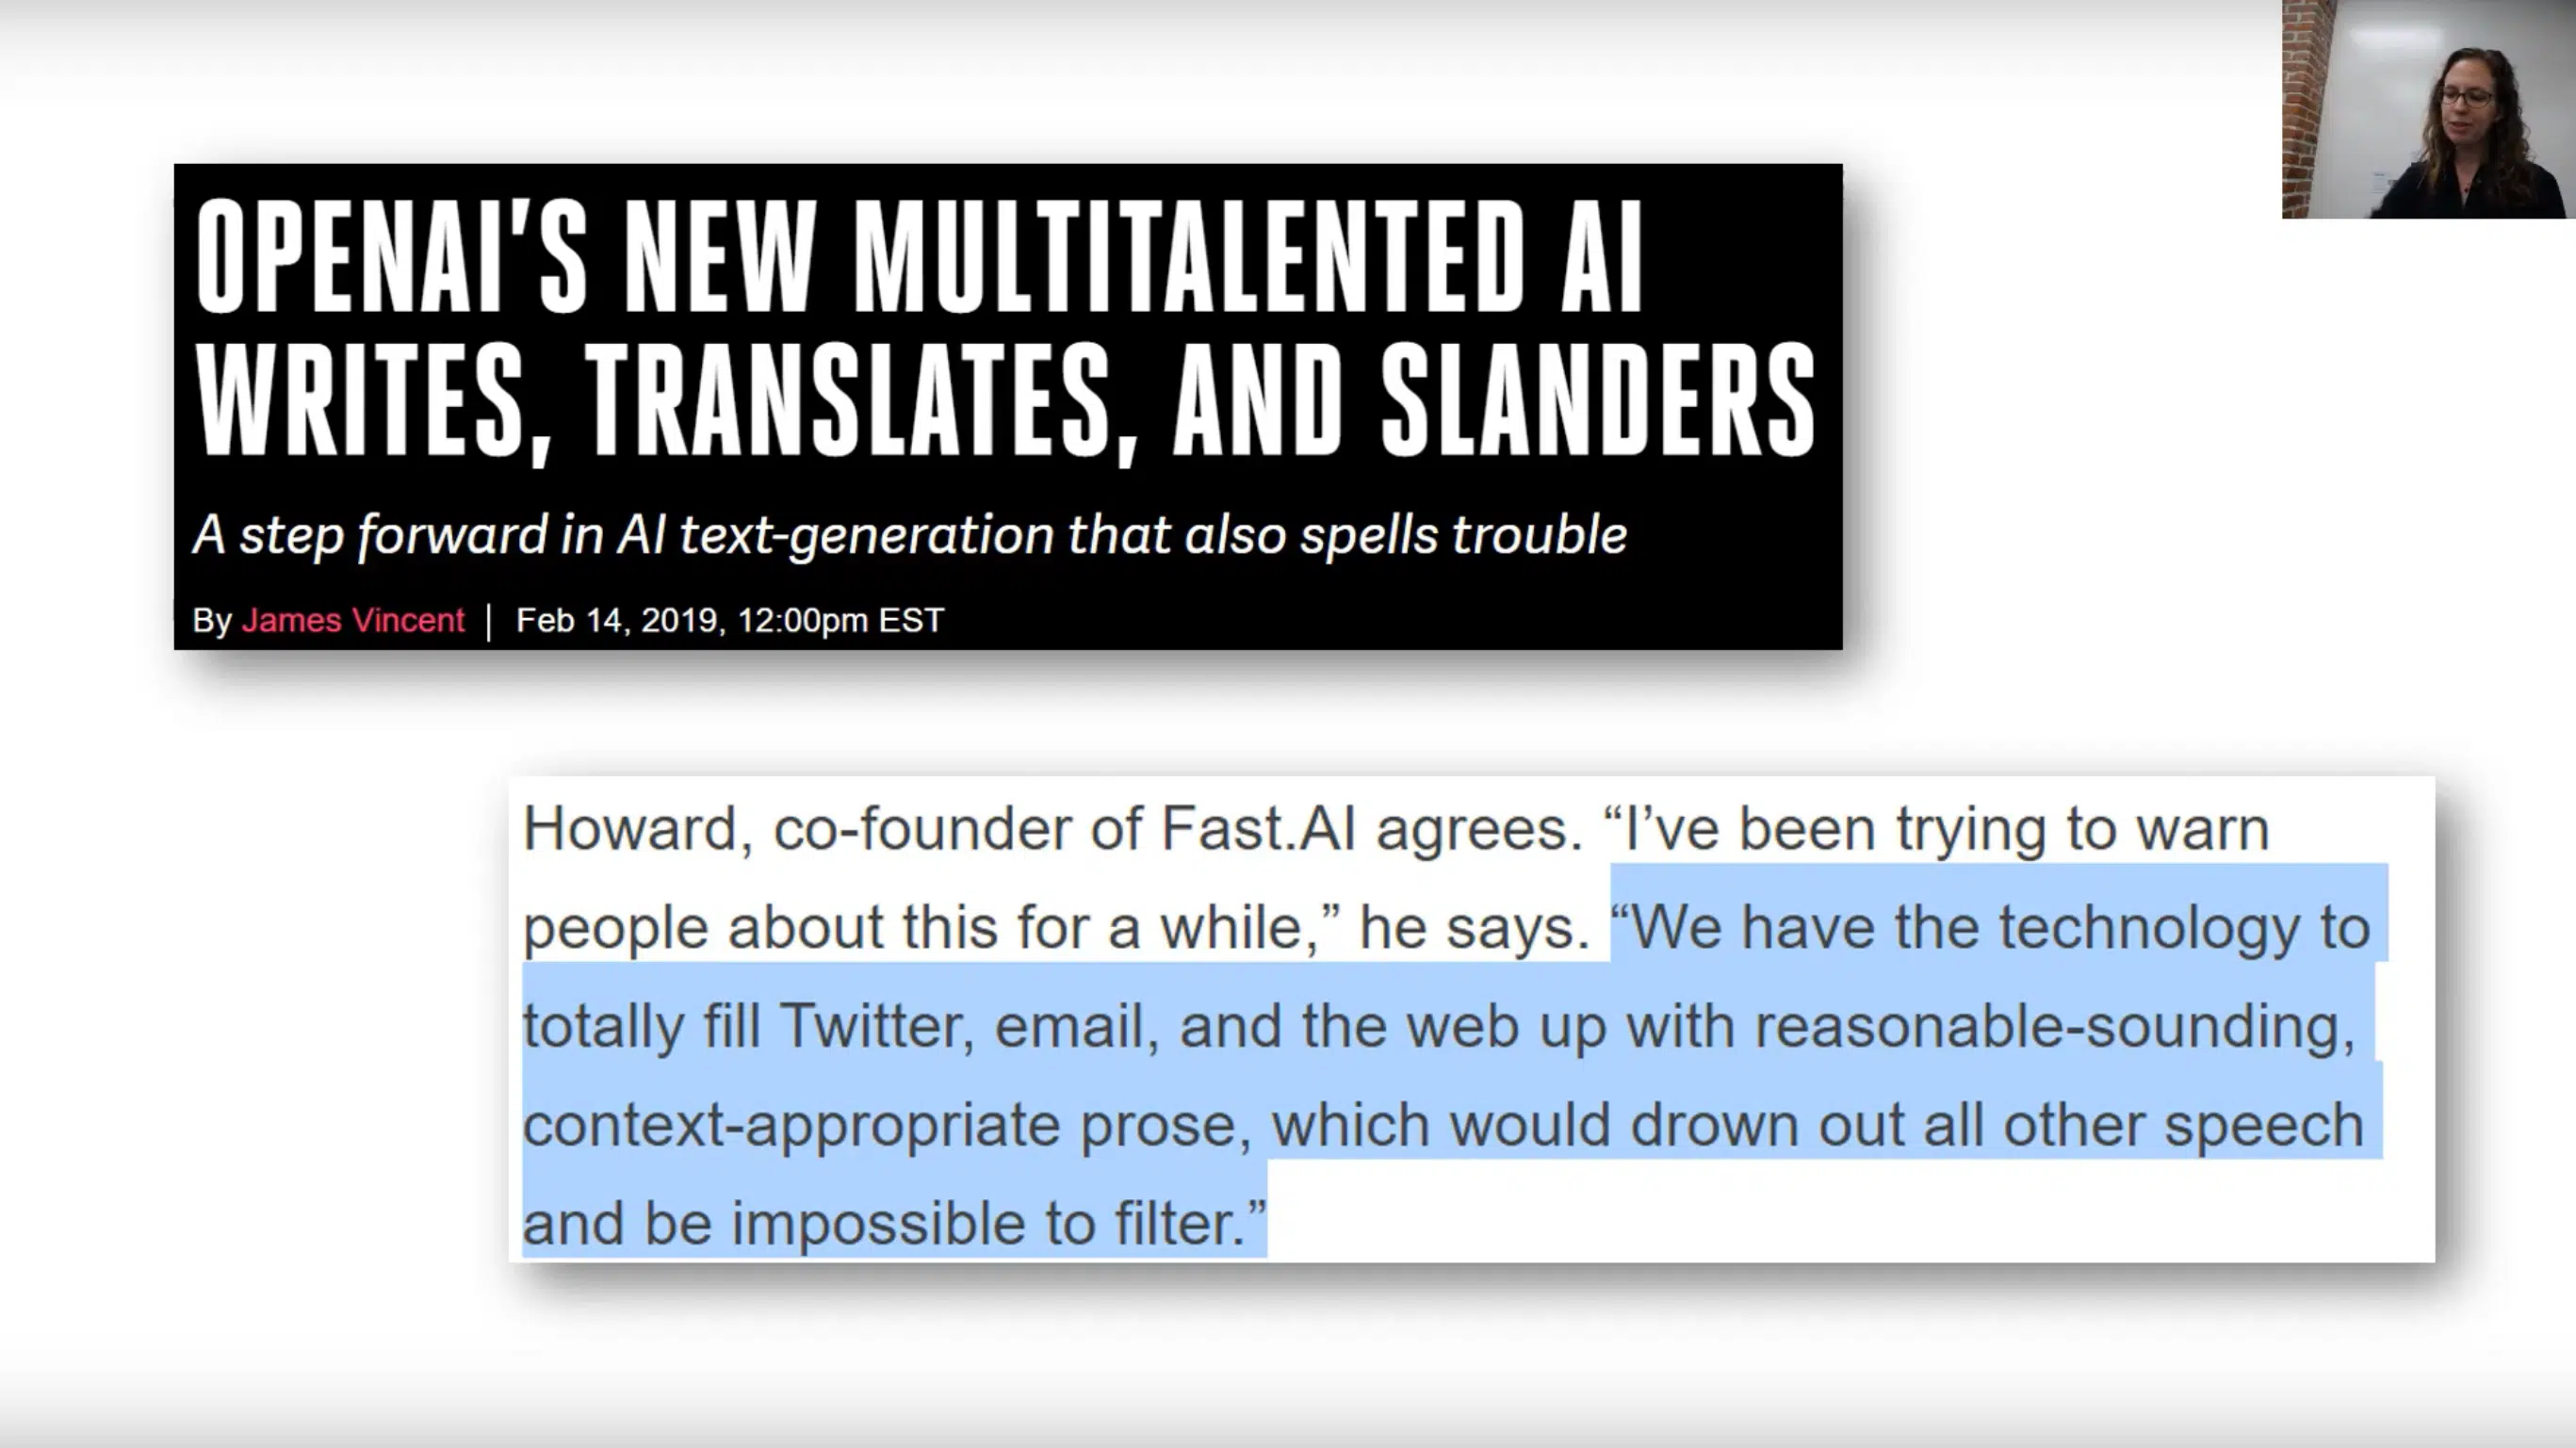 OPENAI’S NEW MULTITALENTED AI
WRITES, TRANSLATES, AND SLANDERS
A step forward in AI text-generation that also spells trouble
By James Vincent | Feb 14, 2019, 12:00pm EST
Howard, co-founder of Fast.AI agrees. “I’ve been trying to warn
people about this for a while,” he says. “We have the technology to
totally fill Twitter, email, and the web up with reasonable-sounding,
context-appropriate prose, which would drown out all other speech
and be impossible to filter.”